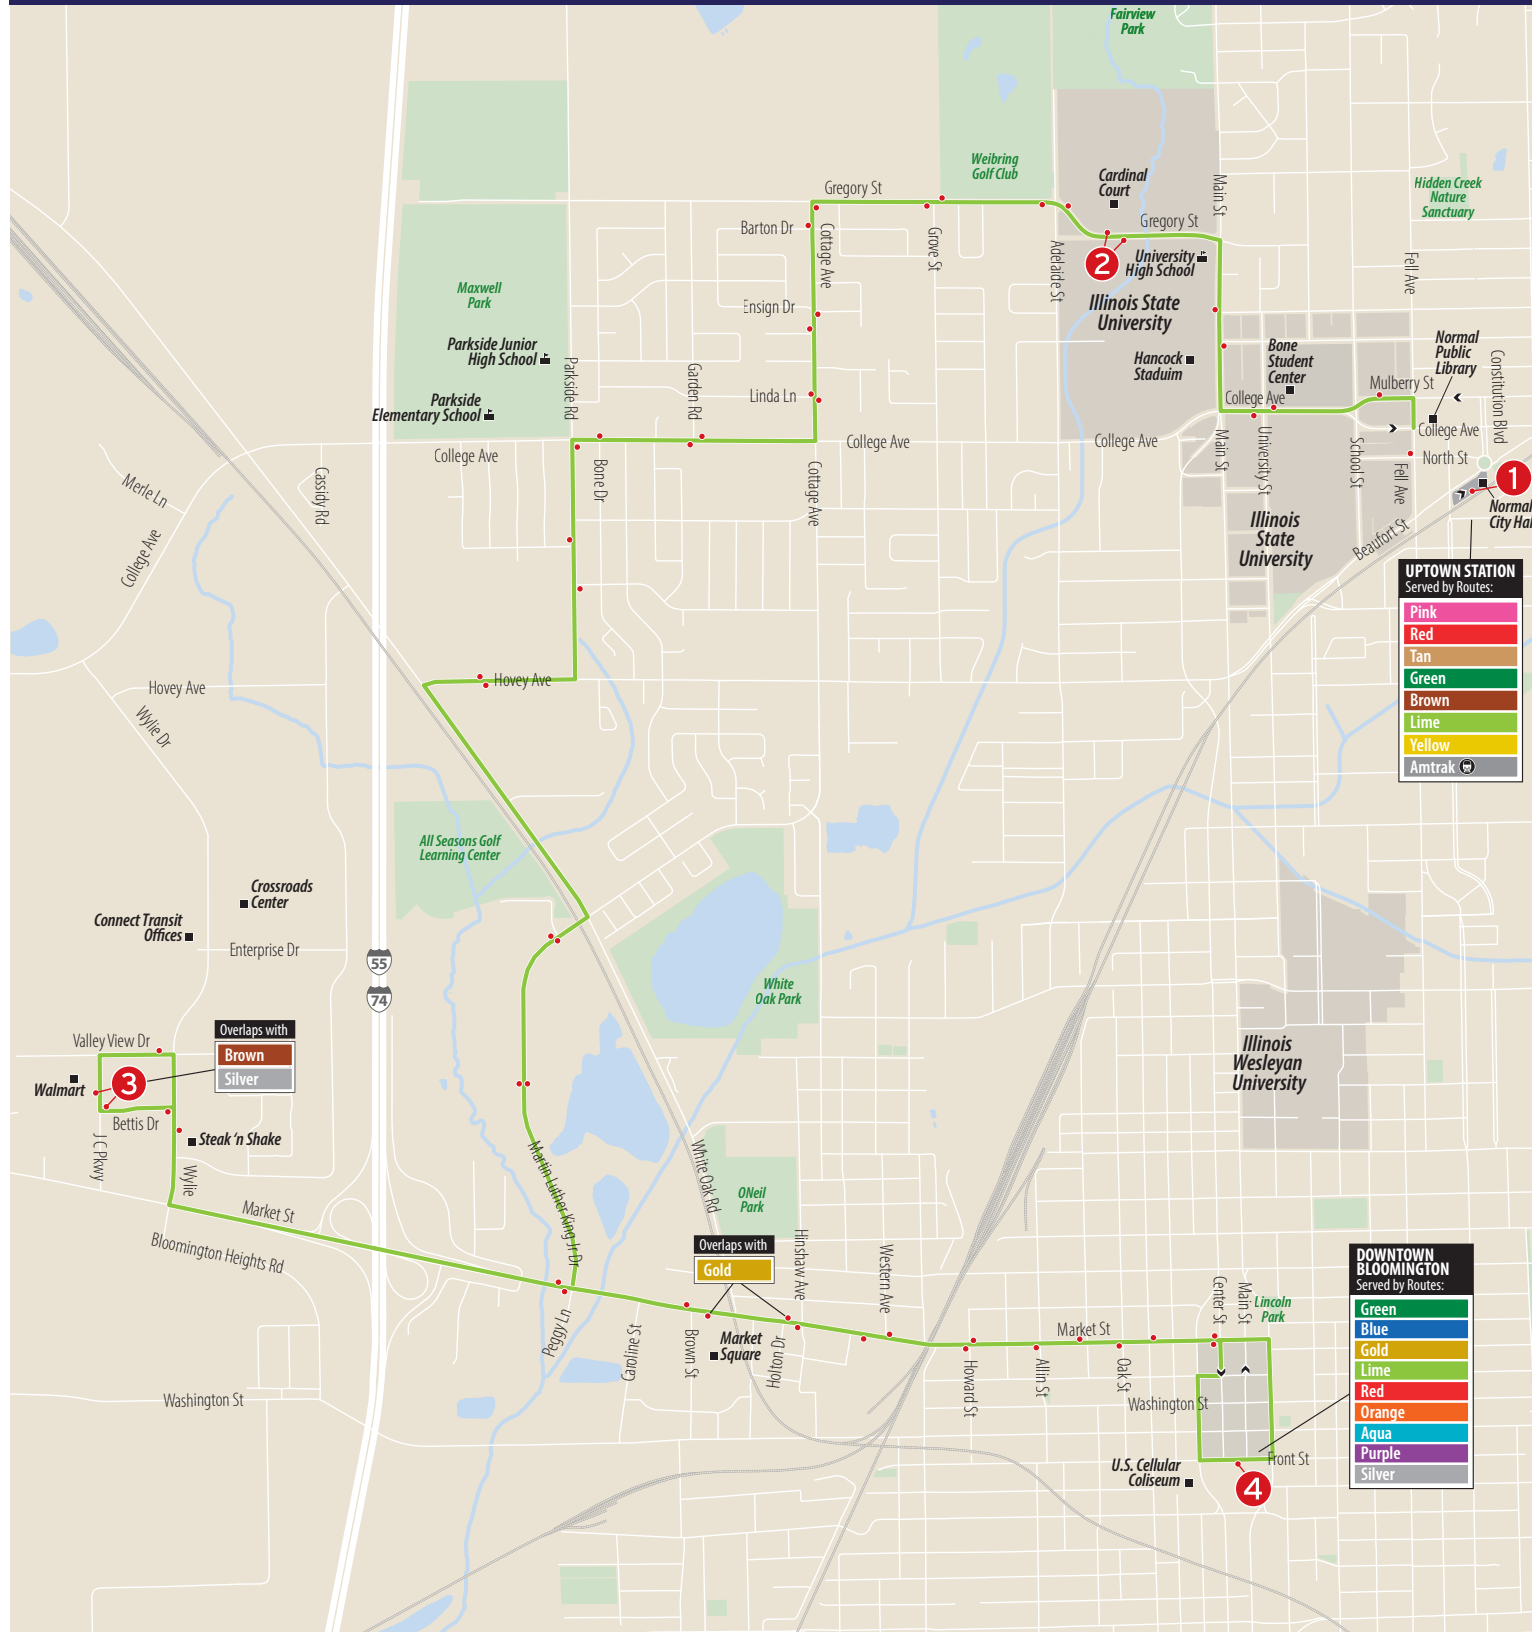 Fairview
Park
Weibring
Golf Club
Cardinal
Court
Main St
Hidden Creek
Nature
Sanctuary
Gregory St
Barton Dr
Cottage Ave
Grove St
Adelaide St
Gregory St
2
University
High School
Fell Ave
Maxwell
Park
Ensign Dr
Illinois State
University
Parkside Junior
High School
Parkside Rd
Garden Rd
Hancock
Staduim
Bone
Student
Center
Normal
Public
Library
Constitution Blvd
Parkside
Elementary School
Linda Ln
Mulberry St
College Ave
College Ave
College Ave
College Ave
College Ave
North St
Merle Ln
Cassidy Rd
Bone Dr
Cottage Ave
Main St
University St
School St
Fell Ave
1
Normal
City Hal
College Ave
Illinois
State
University
Beaufort St
UPTOWN STATION
Served by Routes:
Pink
Red
Tan
Green
Brown
Lime
Yellow
Amtrak
Hovey Ave
Hovey Ave
Wylie Dr
All Seasons Golf
Learning Center
Crossroads
Center
Connect Transit
Offices
Enterprise Dr
55
74
White
Oak Park
Valley View Dr
Overlaps with
Brown
Silver
Walmart
3
Bettis Dr
Steak 'n Shake
J C Pkwy
Wylie
Illinois
Wesleyan
University
Martin Luther King Jr Dr
White Oak Rd
ONeil
Park
Market St
Bloomington Heights Rd
Overlaps with
Gold
Hinshaw Ave
Western Ave
Center St
Main St
Lincoln
Park
DOWNTOWN
BLOOMINGTON
Served by Routes:
Green
Blue
Gold
Lime
Red
Orange
Aqua
Purple
Silver
Peggy Ln
Caroline St
Brown St
Market
Square
Holton Dr
Market St
Howard St
Allin St
Oak St
Washington St
Washington St
Front St
U.S. Cellular
Coliseum
4